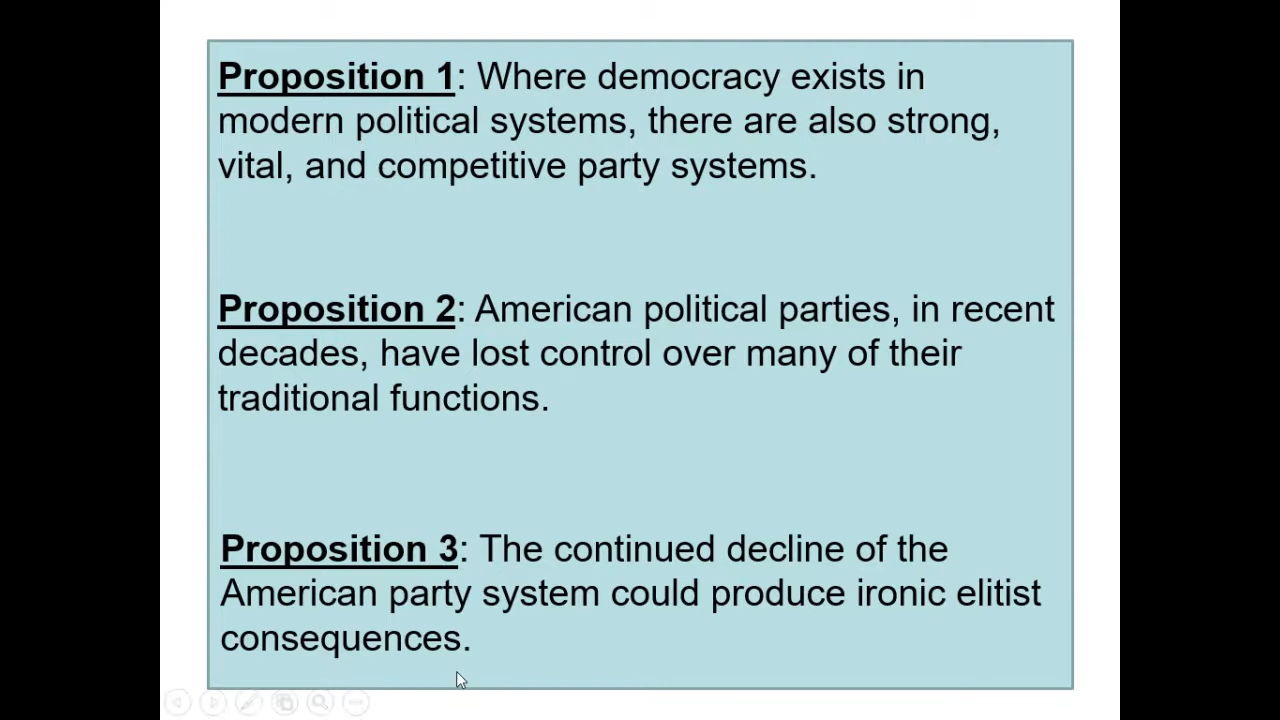 Proposition 1: Where democracy exists in
modern political systems, there are also strong,
vital, and competitive party systems.
Proposition 2: American political parties, in recent
decades, have lost control over many of their
traditional functions.
Proposition 3: The continued decline of the
American party system could produce ironic elitist
consequences.